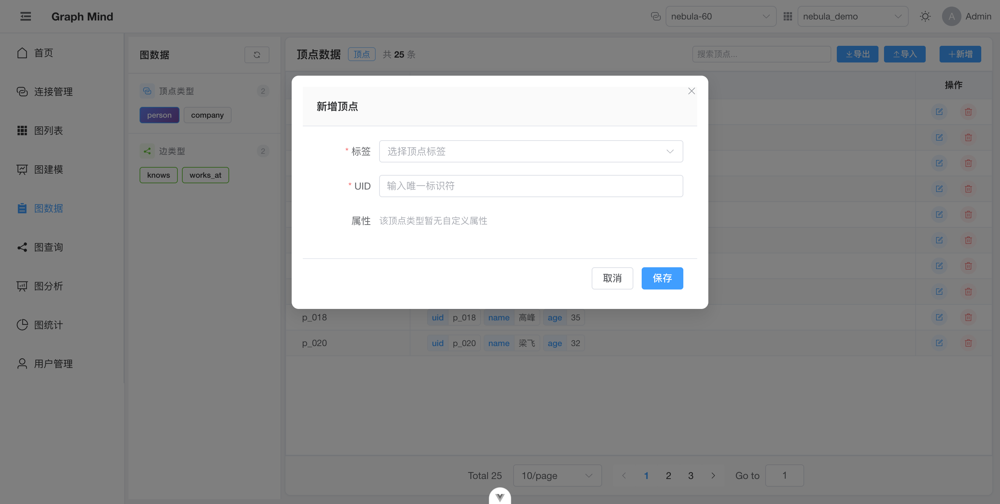 Graph Mind
nebula-60
nebula_demo
A
Admin
首页
连接管理
图列表
图建模
图数据
图查询
图分析
图统计
用户管理
图数据
顶点类型
2
person
company
边类型
2
knows
works_at
顶点数据
顶点
共 25 条
搜索顶点...
导出
导入
新增
操作
新增顶点
* 标签
选择顶点标签
* UID
输入唯一标识符
属性
该顶点类型暂无自定义属性
取消
保存
p_018
uid p_018 name 高峰 age 35
p_020
uid p_020 name 梁飞 age 32
Total 25
10/page
1
2
3
Go to
1